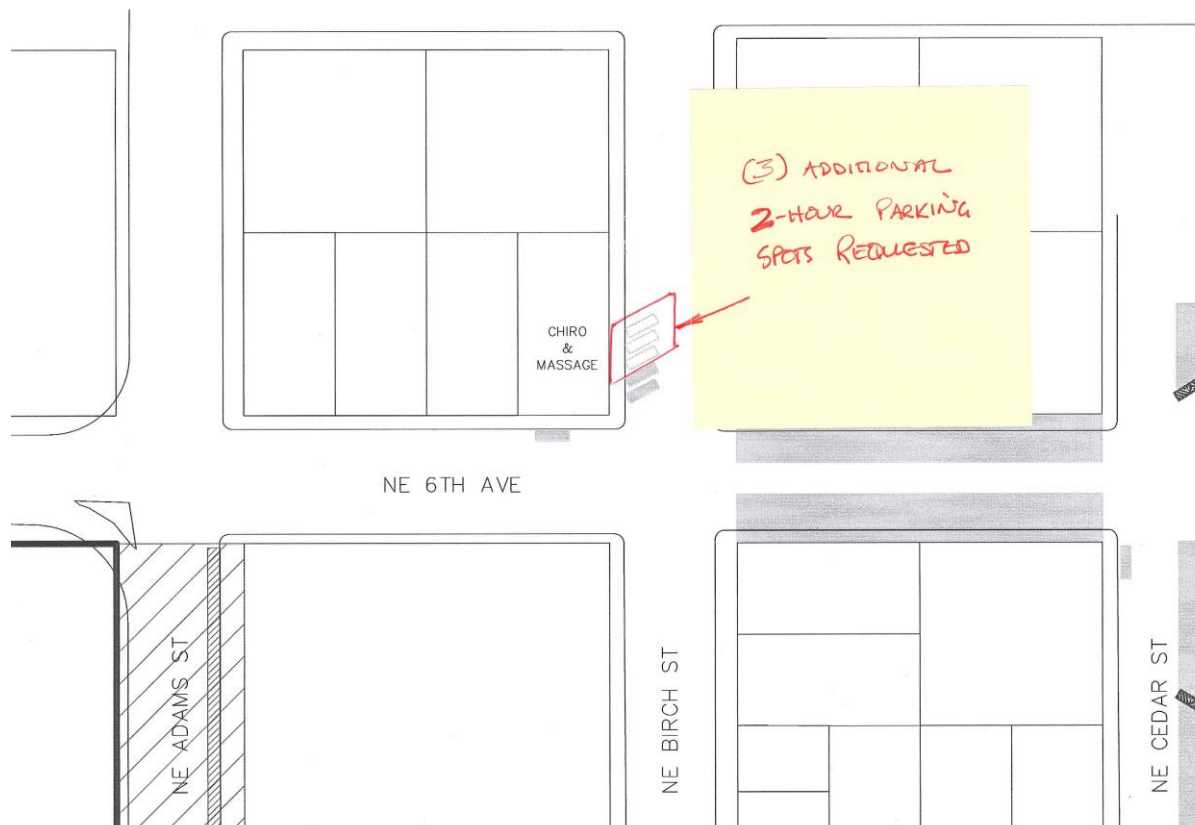 (3) ADDITIONAL
2-HOUR PARKING
SPOTS REQUESTED
CHIRO
&
MASSAGE
NE 6TH AVE
NE ADAMS ST
NE BIRCH ST
NE CEDAR ST